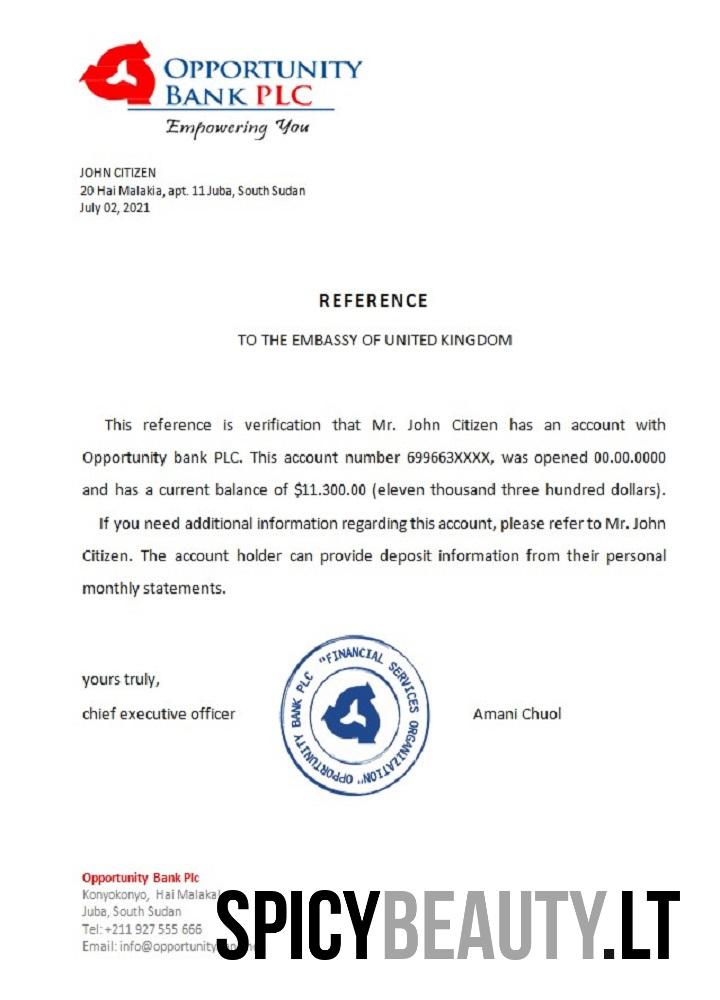 OPPORTUNITY
BANK PLC
Empowering You
JOHN CITIZEN
20 Hai Malakia, apt. 11Juba, South Sudan
July 02, 2021
REFERENCE
TO THE EMBASSY OF UNITED KINGDOM
This reference is verification that Mr. John Citizen has an account with
Opportunity bank PLC. This account number 699663XXXX, was opened 00.00.0000
and has a current balance of $11.300.00 (eleven thousand three hundred dollars).
If you need additional information regarding this account, please refer to Mr. John
Citizen. The account holder can provide deposit information from their personal
monthly statements.
yours truly,
chief executive officer
OPPORTUNITY BANK PLC "FINANCIAL SERVICES ORGANIZATION"
Amani Chuol
Opportunity Bank Plc
Konyokonyo, Hai Malakal
Juba, South Sudan
Tel: +211 927 555 666
Email: info@opportunity
SPICYBEAUTY.LT